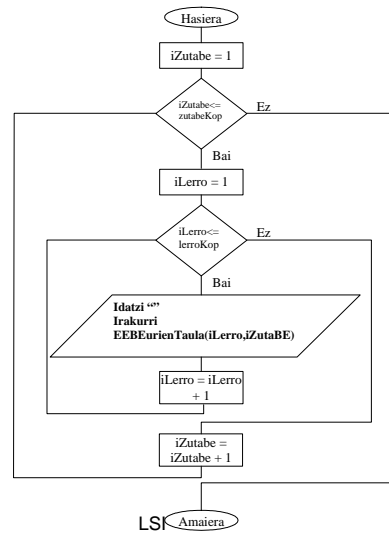 Hasiera
iZutabe = 1
iZutabe<=
zutabeKop
Ez
Bai
iLerro = 1
iLerro<=
lerroKop
Ez
Bai
Idatzi “”
Irakurri
EEBEurienTaula(iLerro,iZutaBE)
iLerro = iLerro
+ 1
iZutabe =
iZutabe + 1
LSI
Amaiera